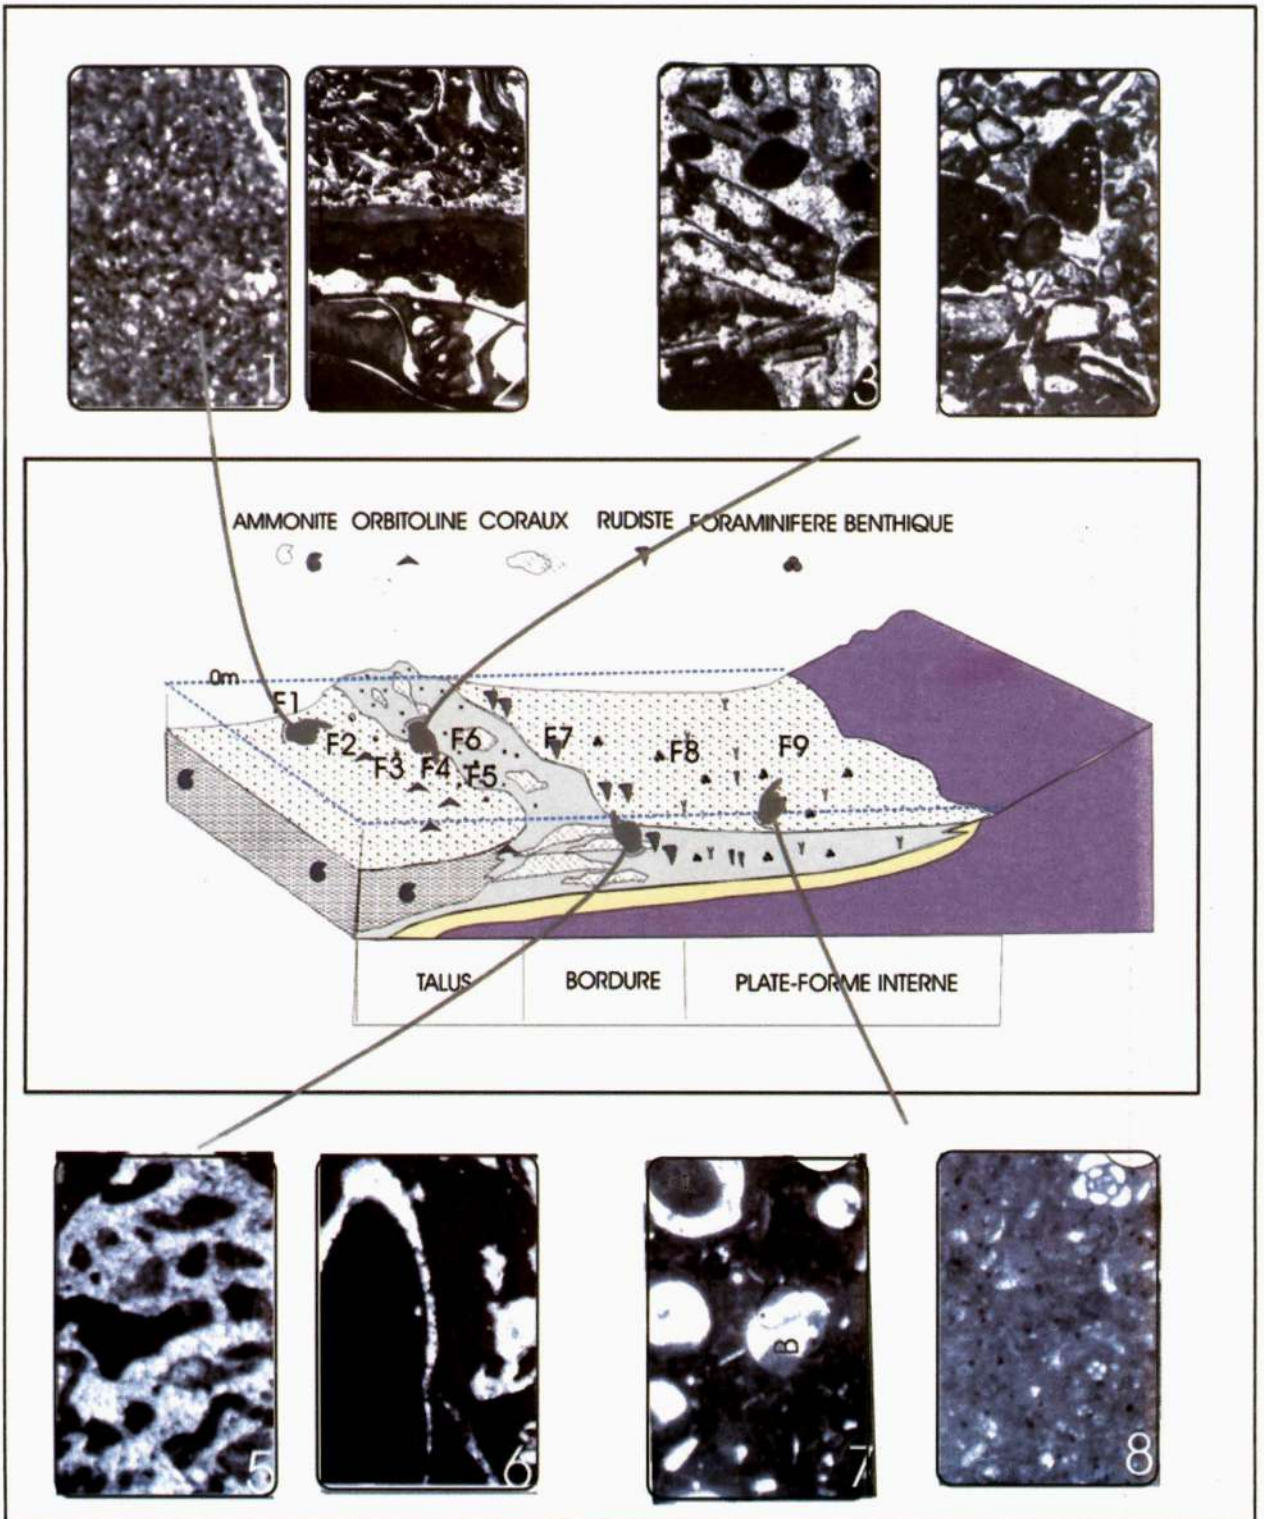 1
2
3
AMMONITE ORBITOLINE CORAUX RUDISTE FORAMINIFERE BENTHIQUE
0m
F1
F2 F3 F4 F5 F6 F7 F8 F9
TALUS BORDURE PLATE-FORME INTERNE
5
6
B
7
8